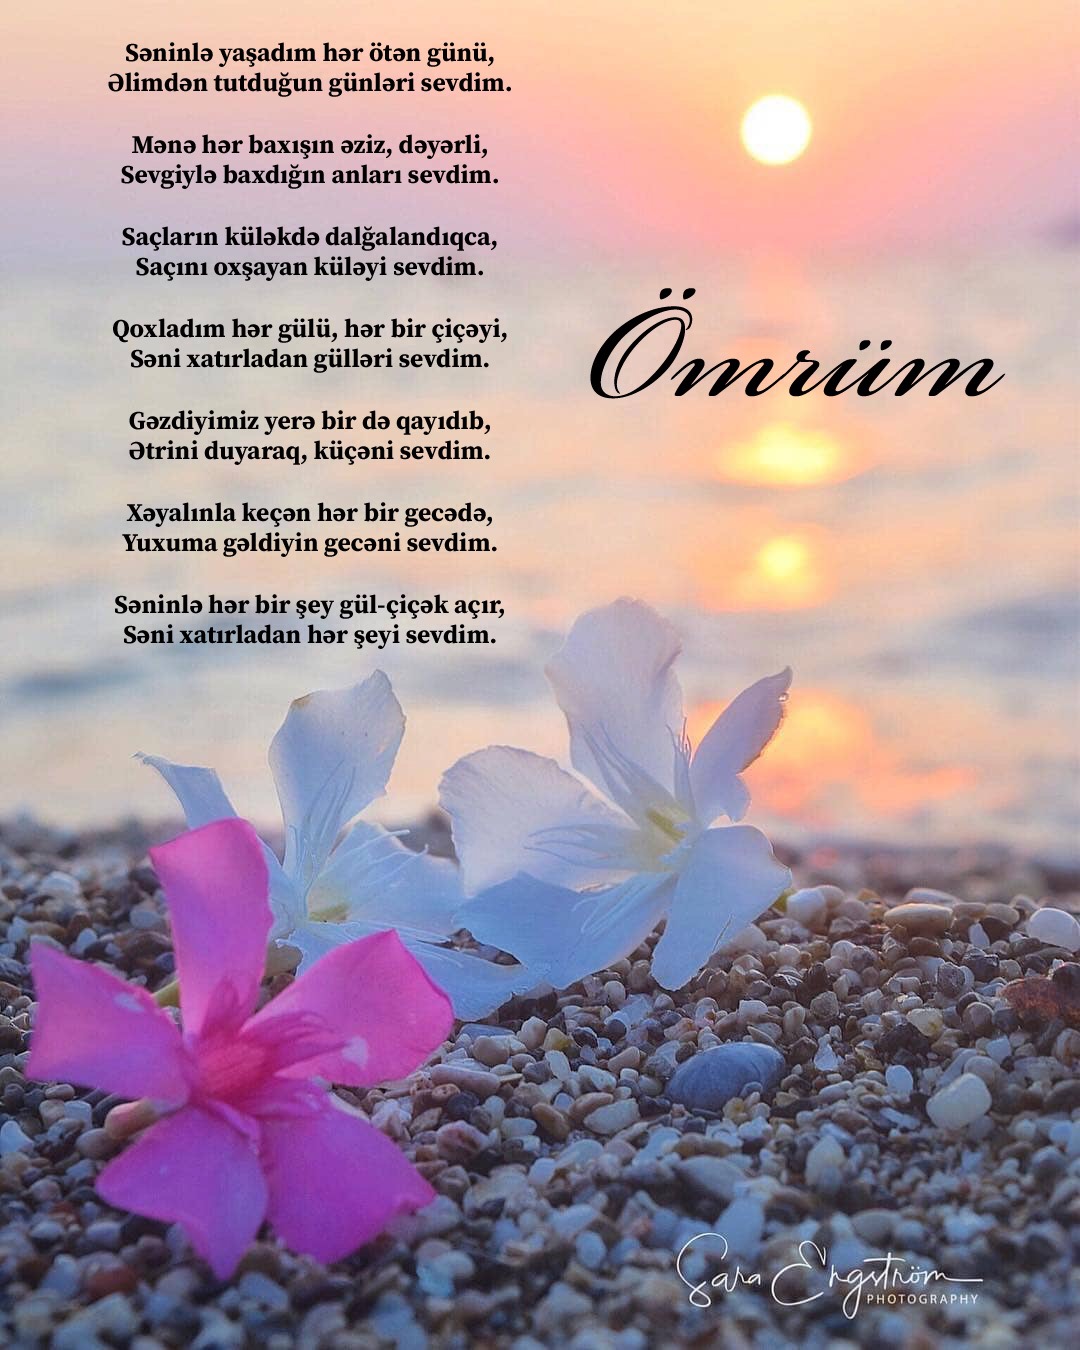 Səninlə yaşadım hər ötən günü,
Əlimdən tutduğun günləri sevdim.
Mənə hər baxışın əziz, dəyərli,
Sevgiylə baxdığın anları sevdim.
Saçların küləkdə dalğalandıqca,
Saçını oxşayan küləyi sevdim.
Qoxladım hər gülü, hər bir çiçəyi,
Səni xatırladan gülləri sevdim.
Gəzdiyimiz yerə bir də qayıdıb,
Ətrini duyaraq, küçəni sevdim.
Xəyalınla keçən hər bir gecədə,
Yuxuma gəldiyin gecəni sevdim.
Səninlə hər bir şey gül-çiçək açır,
Səni xatırladan hər şeyi sevdim.
Ömrüm
Sara Engström
PHOTOGRAPHY